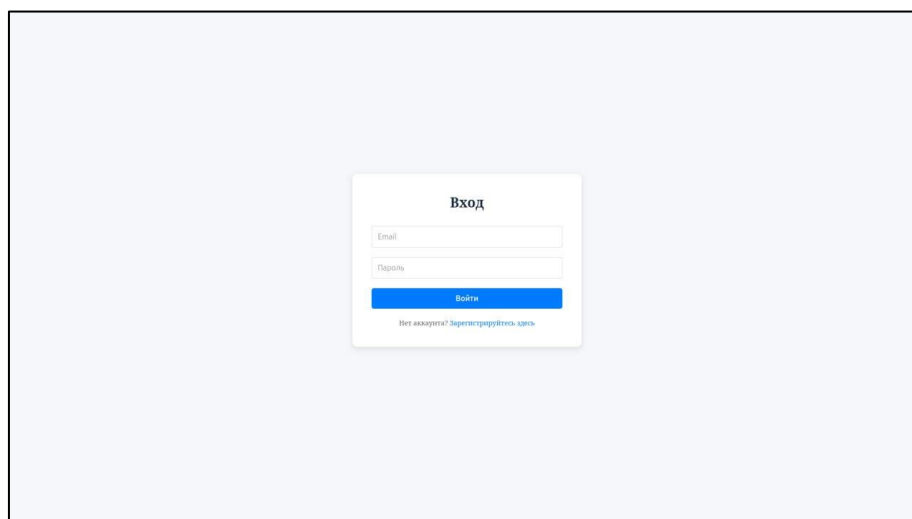 Вход
Email
Пароль
Войти
Нет аккаунта? Зарегистрируйтесь здесь